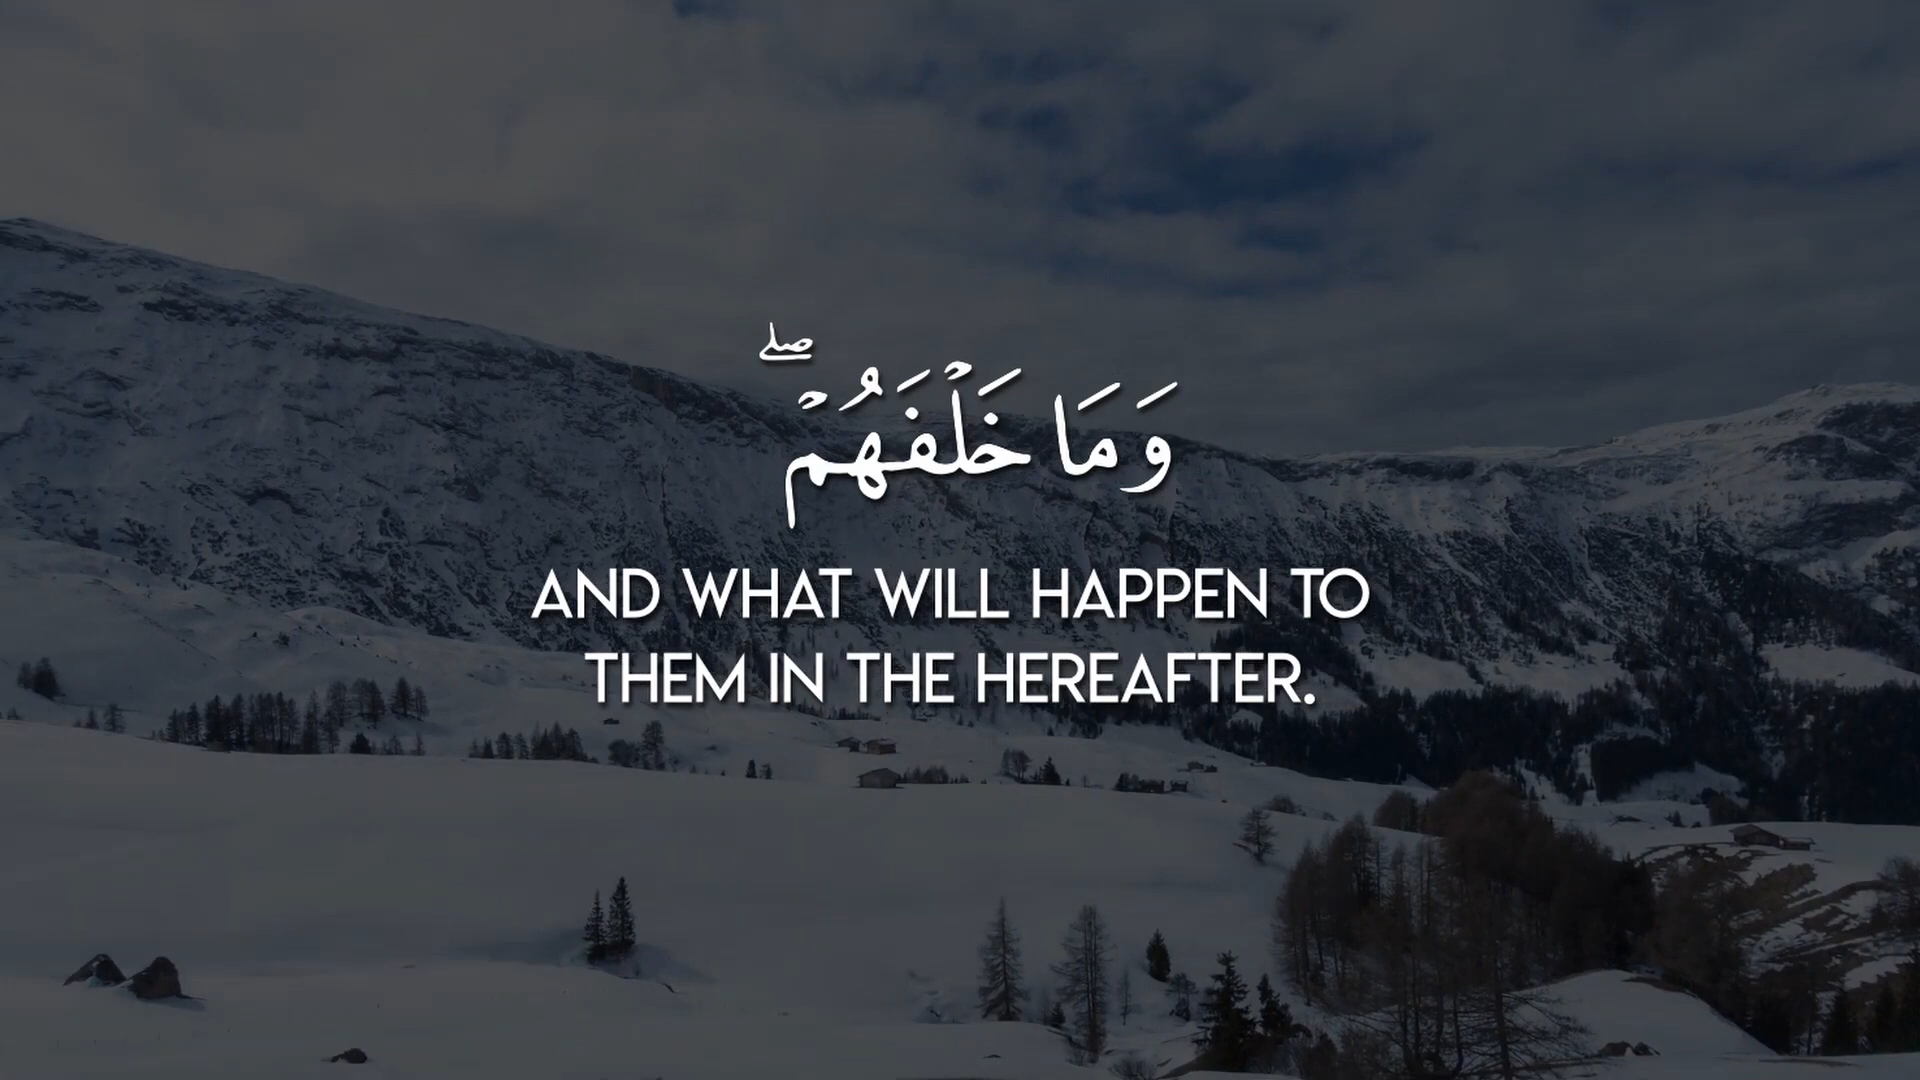 وَمَا خَلْفَهُمْ ۖ
AND WHAT WILL HAPPEN TO
THEM IN THE HEREAFTER.